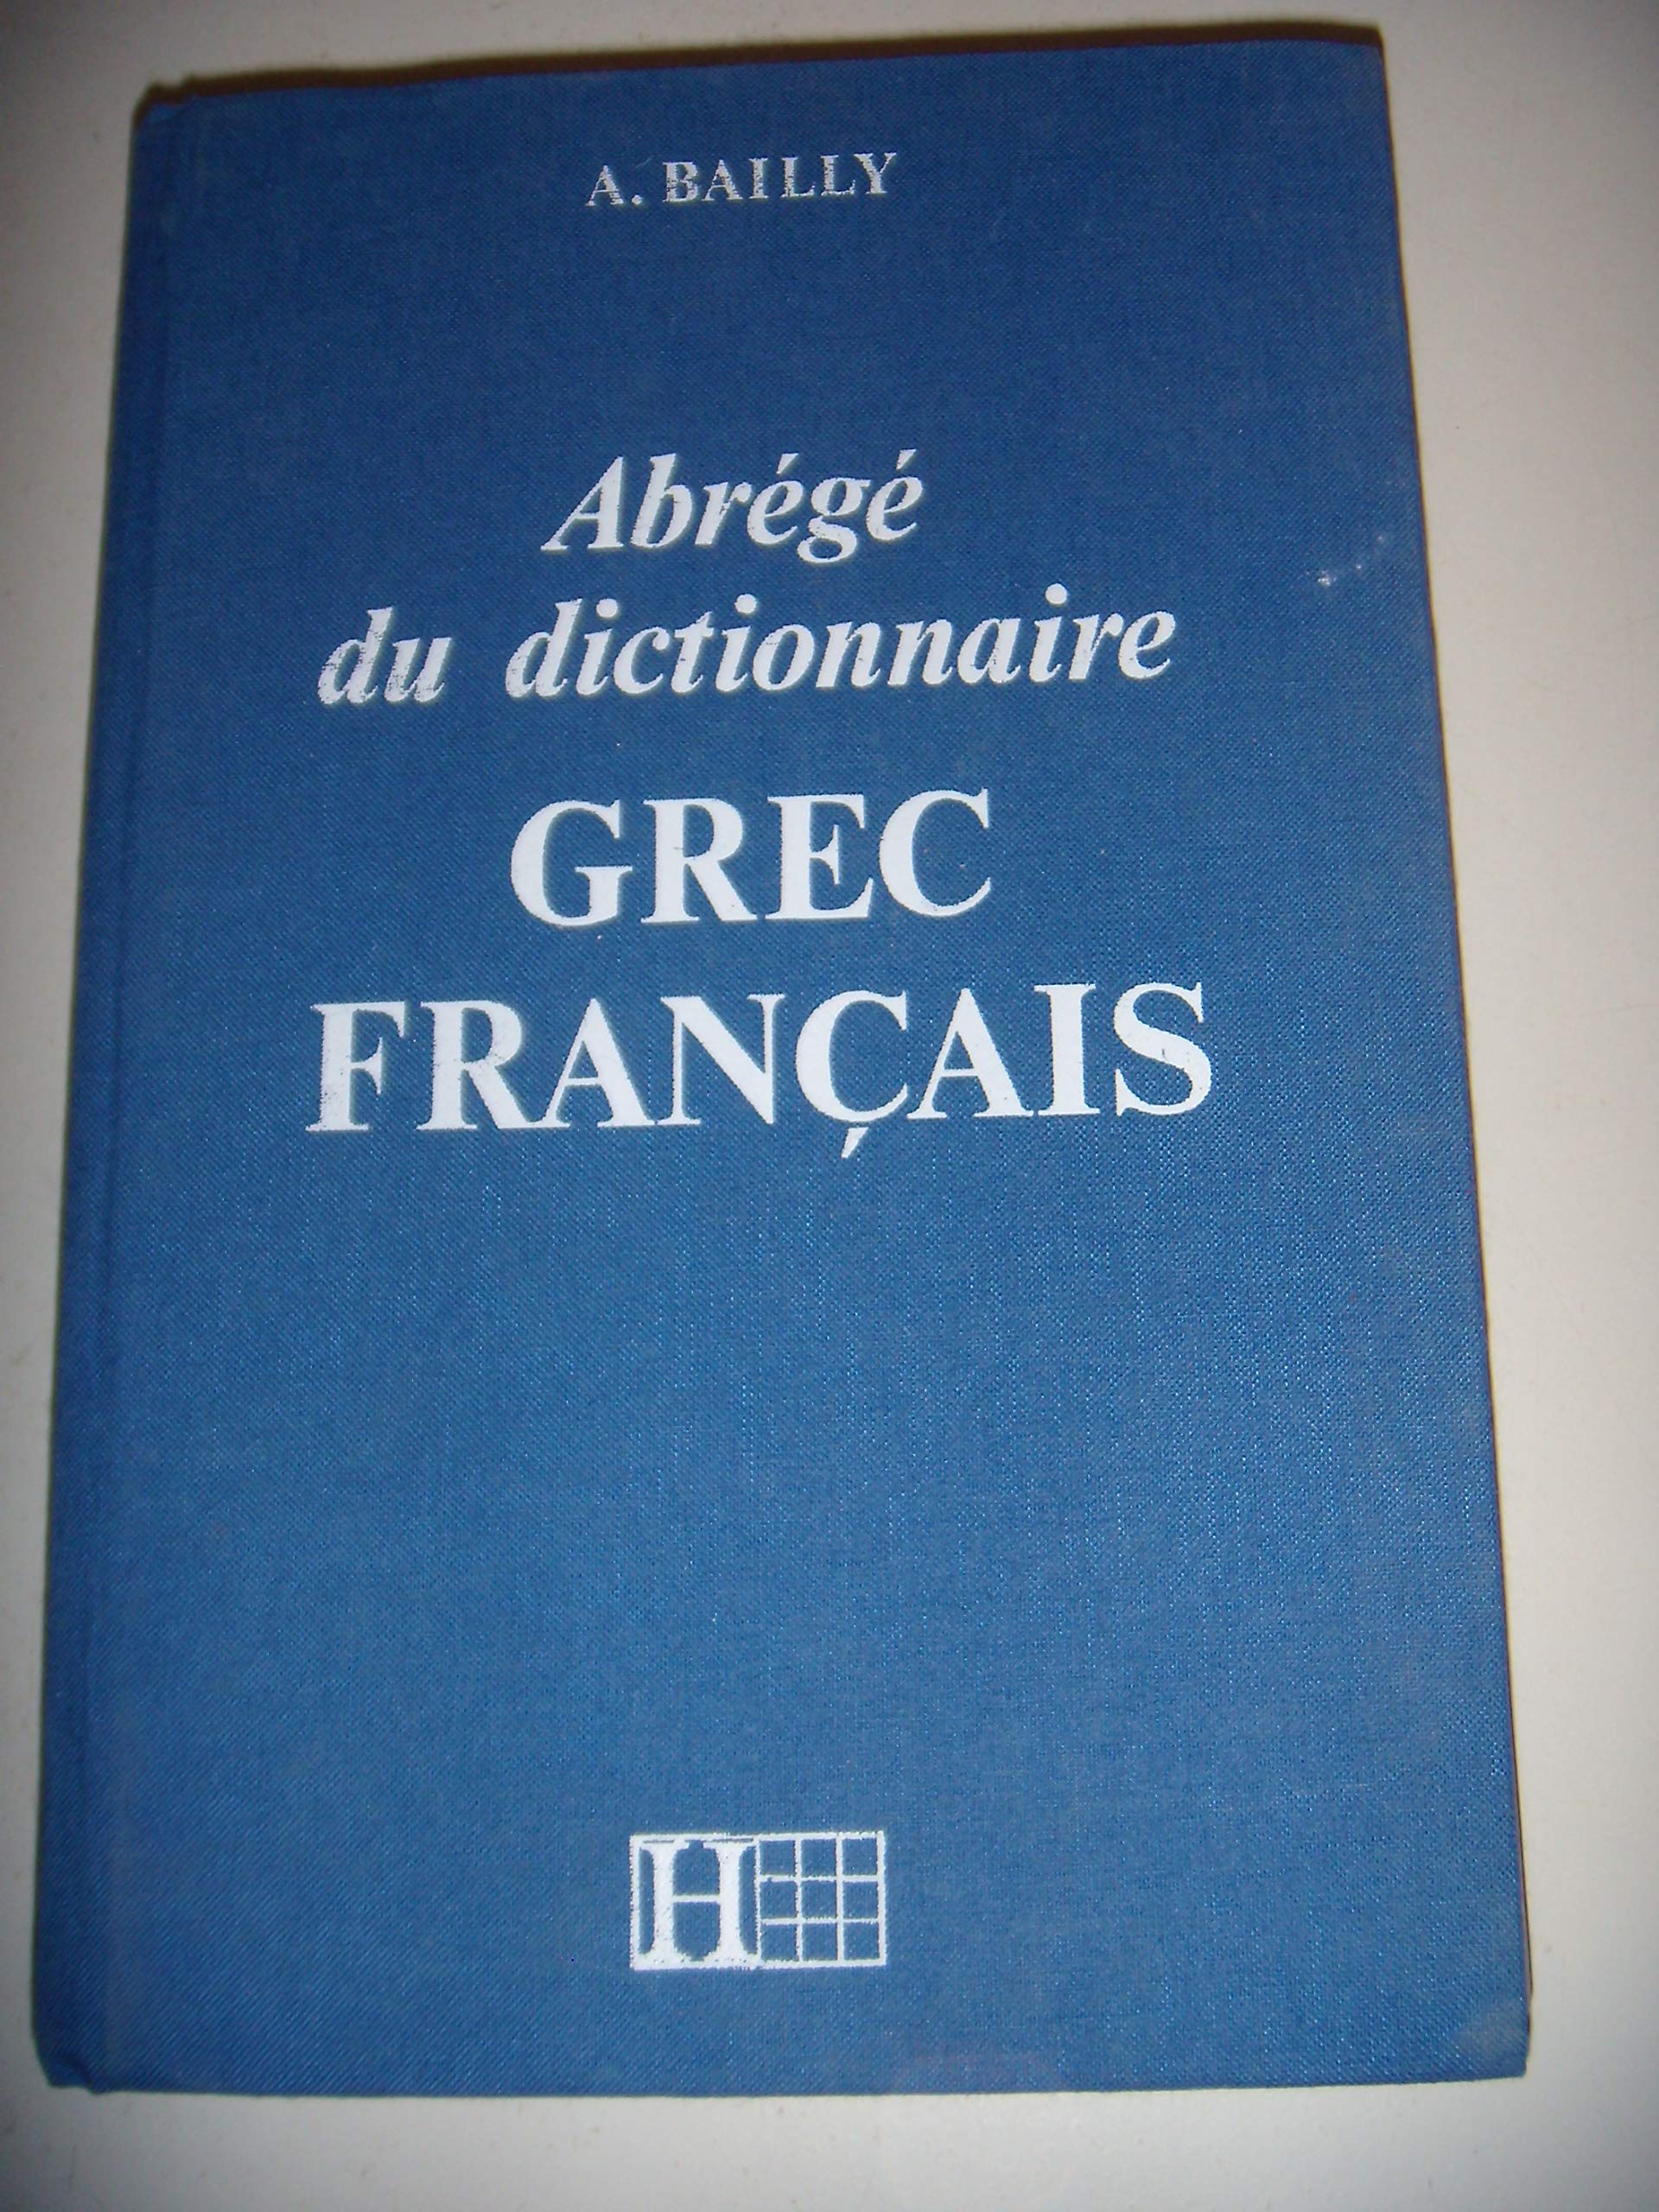 A. BAILLY
Abrégé
du dictionnaire
GREC
FRANÇAIS
H